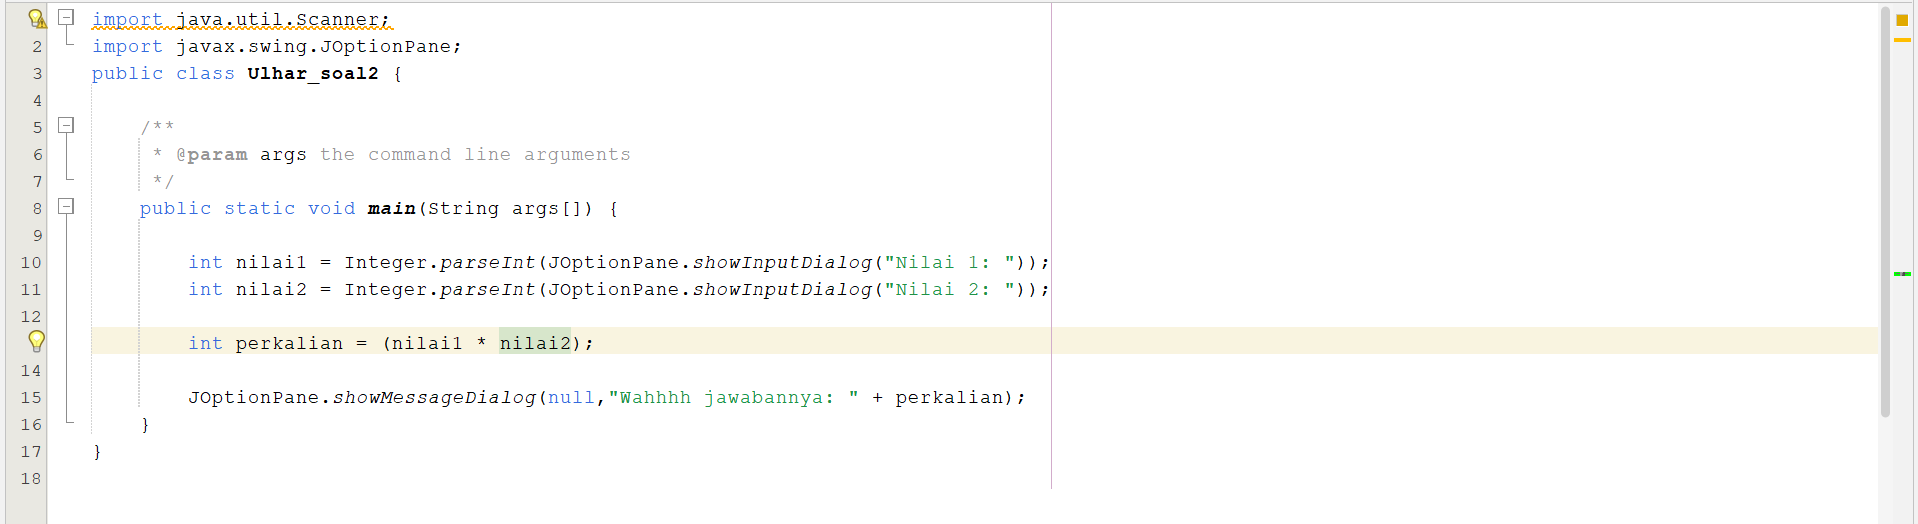 import java.util.Scanner;
2 import javax.swing.JOptionPane;
3 public class Ulhar_soal2 {
4
5 /**
6 * @param args the command line arguments
7 */
8 public static void main(String args[]) {
9
10 int nilai1 = Integer.parseInt(JOptionPane.showInputDialog("Nilai 1: "));
11 int nilai2 = Integer.parseInt(JOptionPane.showInputDialog("Nilai 2: "));
12
int perkalian = (nilai1 * nilai2);
14
15 JOptionPane.showMessageDialog(null,"Wahhhh jawabannya: " + perkalian);
16 }
17 }
18